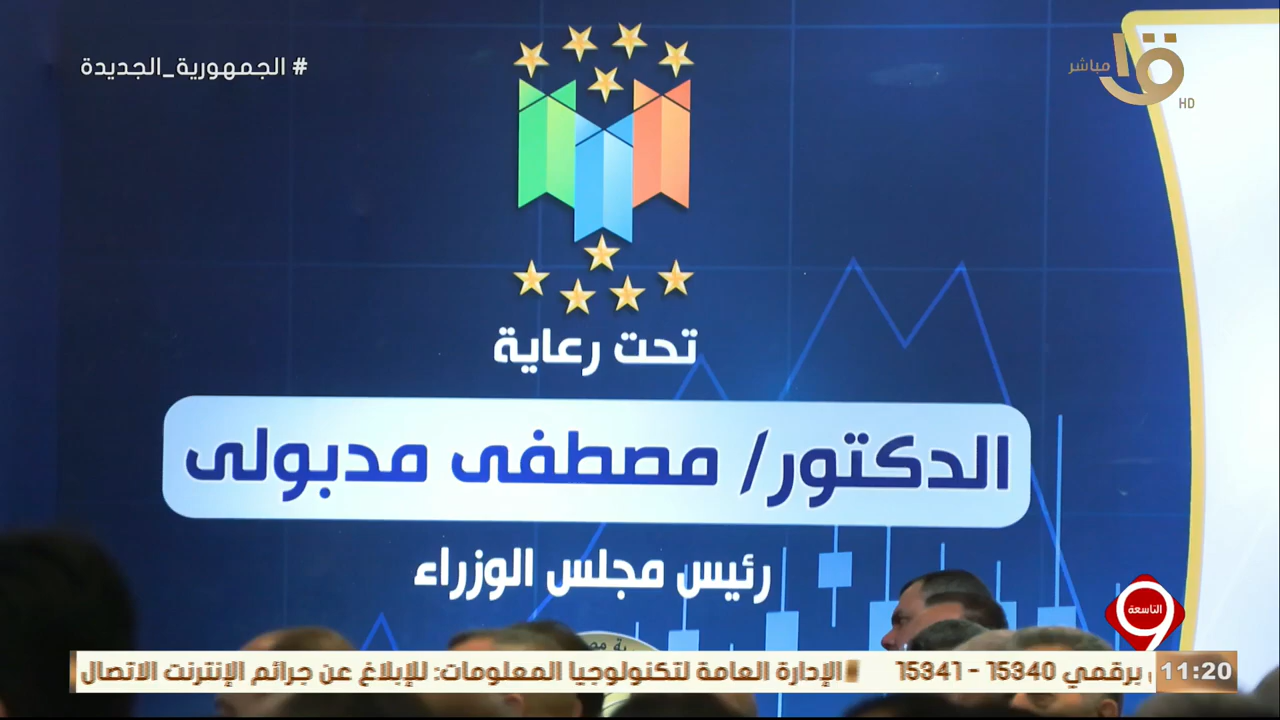 # الجمهورية_الجديدة
مباشر
HD
تحت رعاية
الدكتور/ مصطفى مدبولى
رئيس مجلس الوزراء
التاسعة
9
برقمي 15340 - 15341
الإدارة العامة لتكنولوجيا المعلومات: للإبلاغ عن جرائم الإنترنت الاتصال
11:20